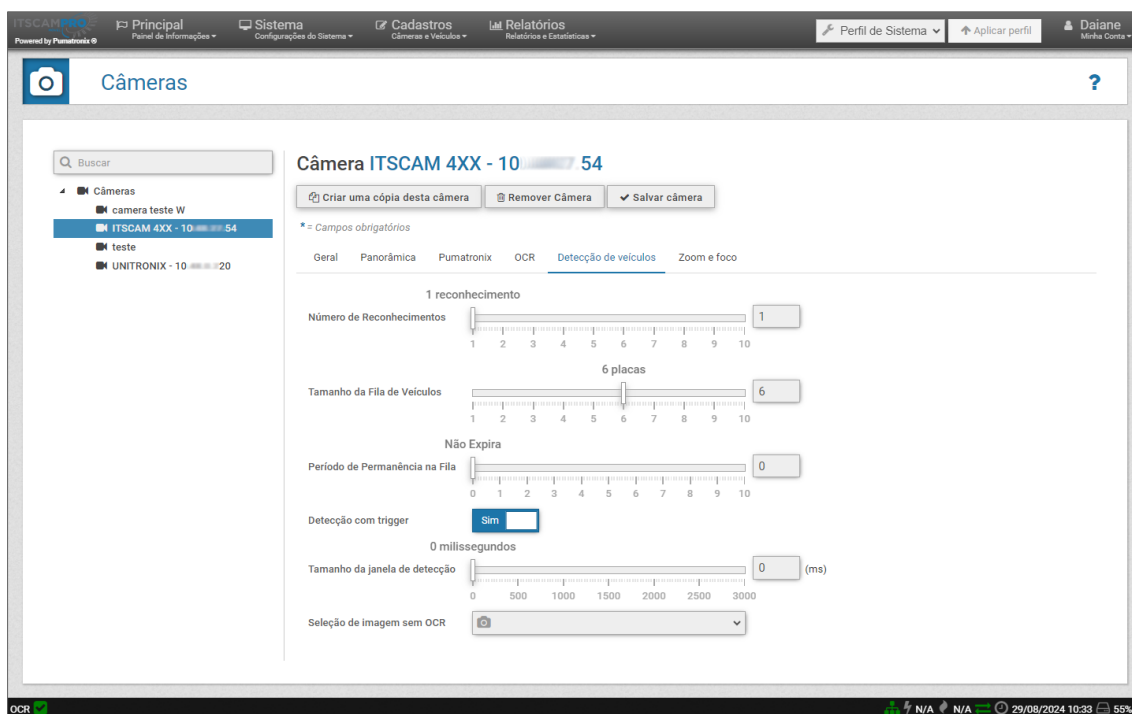 ITSCAMPRO
Powered by Pumatronix ®
Principal
Painel de Informações
Sistema
Configurações do Sistema
Cadastros
Câmeras e Veículos
Relatórios
Relatórios e Estatísticas
Perfil de Sistema
Aplicar perfil
Daiane
Minha Conta
Câmeras
?
Buscar
Câmeras
camera teste W
ITSCAM 4XX - 10 54
teste
UNITRONIX - 10 20
Câmera ITSCAM 4XX - 10 54
Criar uma cópia desta câmera
Remover Câmera
Salvar câmera
* = Campos obrigatórios
Geral Panorâmica Pumatronix OCR Detecção de veículos Zoom e foco
1 reconhecimento
Número de Reconhecimentos 1
1 2 3 4 5 6 7 8 9 10
6 placas
Tamanho da Fila de Veículos 6
1 2 3 4 5 6 7 8 9 10
Não Expira
Período de Permanência na Fila 0
0 1 2 3 4 5 6 7 8 9 10
Detecção com trigger Sim
0 milissegundos
Tamanho da janela de detecção 0 (ms)
0 500 1000 1500 2000 2500 3000
Seleção de imagem sem OCR
OCR N/A N/A 29/08/2024 10:33 55%